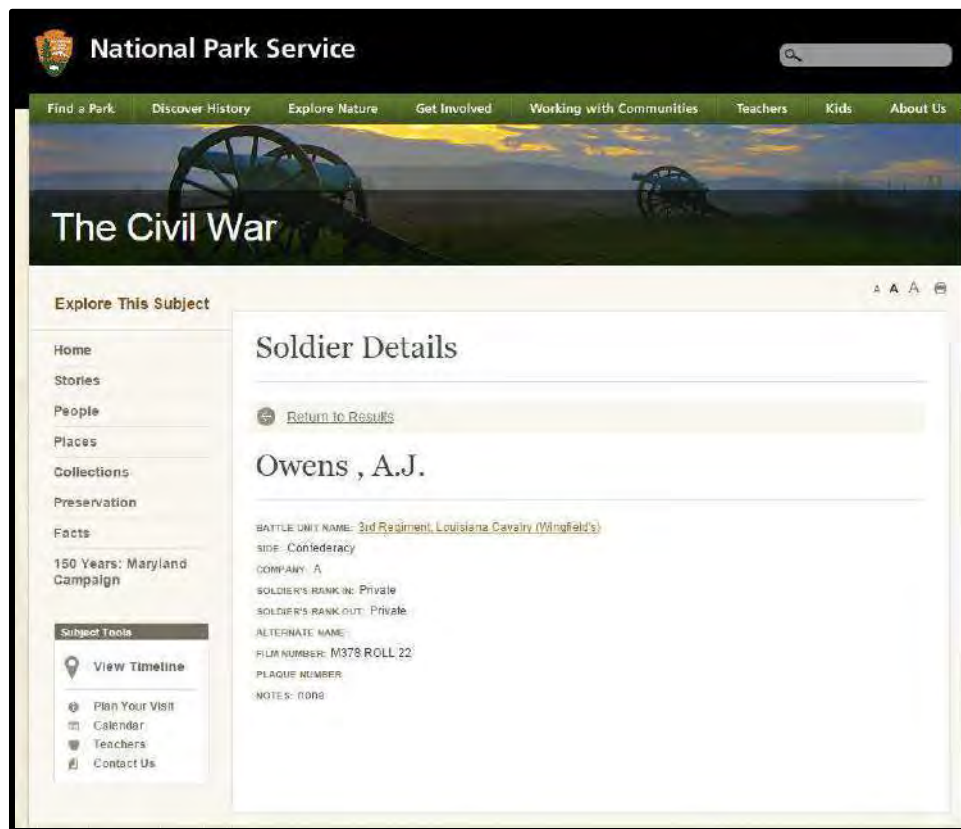 National Park Service
Find a Park Discover History Explore Nature Get Involved Working with Communities Teachers Kids About Us
The Civil War
A A A
Explore This Subject
Home
Stories
People
Places
Collections
Preservation
Facts
150 Years: Maryland
Campaign
Subject Tools
View Timeline
Plan Your Visit
Calendar
Teachers
Contact Us
Soldier Details
Return to Results
Owens , A.J.
BATTLE UNIT NAME: 3rd Regiment, Louisiana Cavalry (Wingfield's)
SIDE: Confederacy
COMPANY: A
SOLDIER'S RANK IN: Private
SOLDIER'S RANK OUT: Private
ALTERNATE NAME:
FILM NUMBER: M378 ROLL 22
PLAQUE NUMBER:
NOTES: none